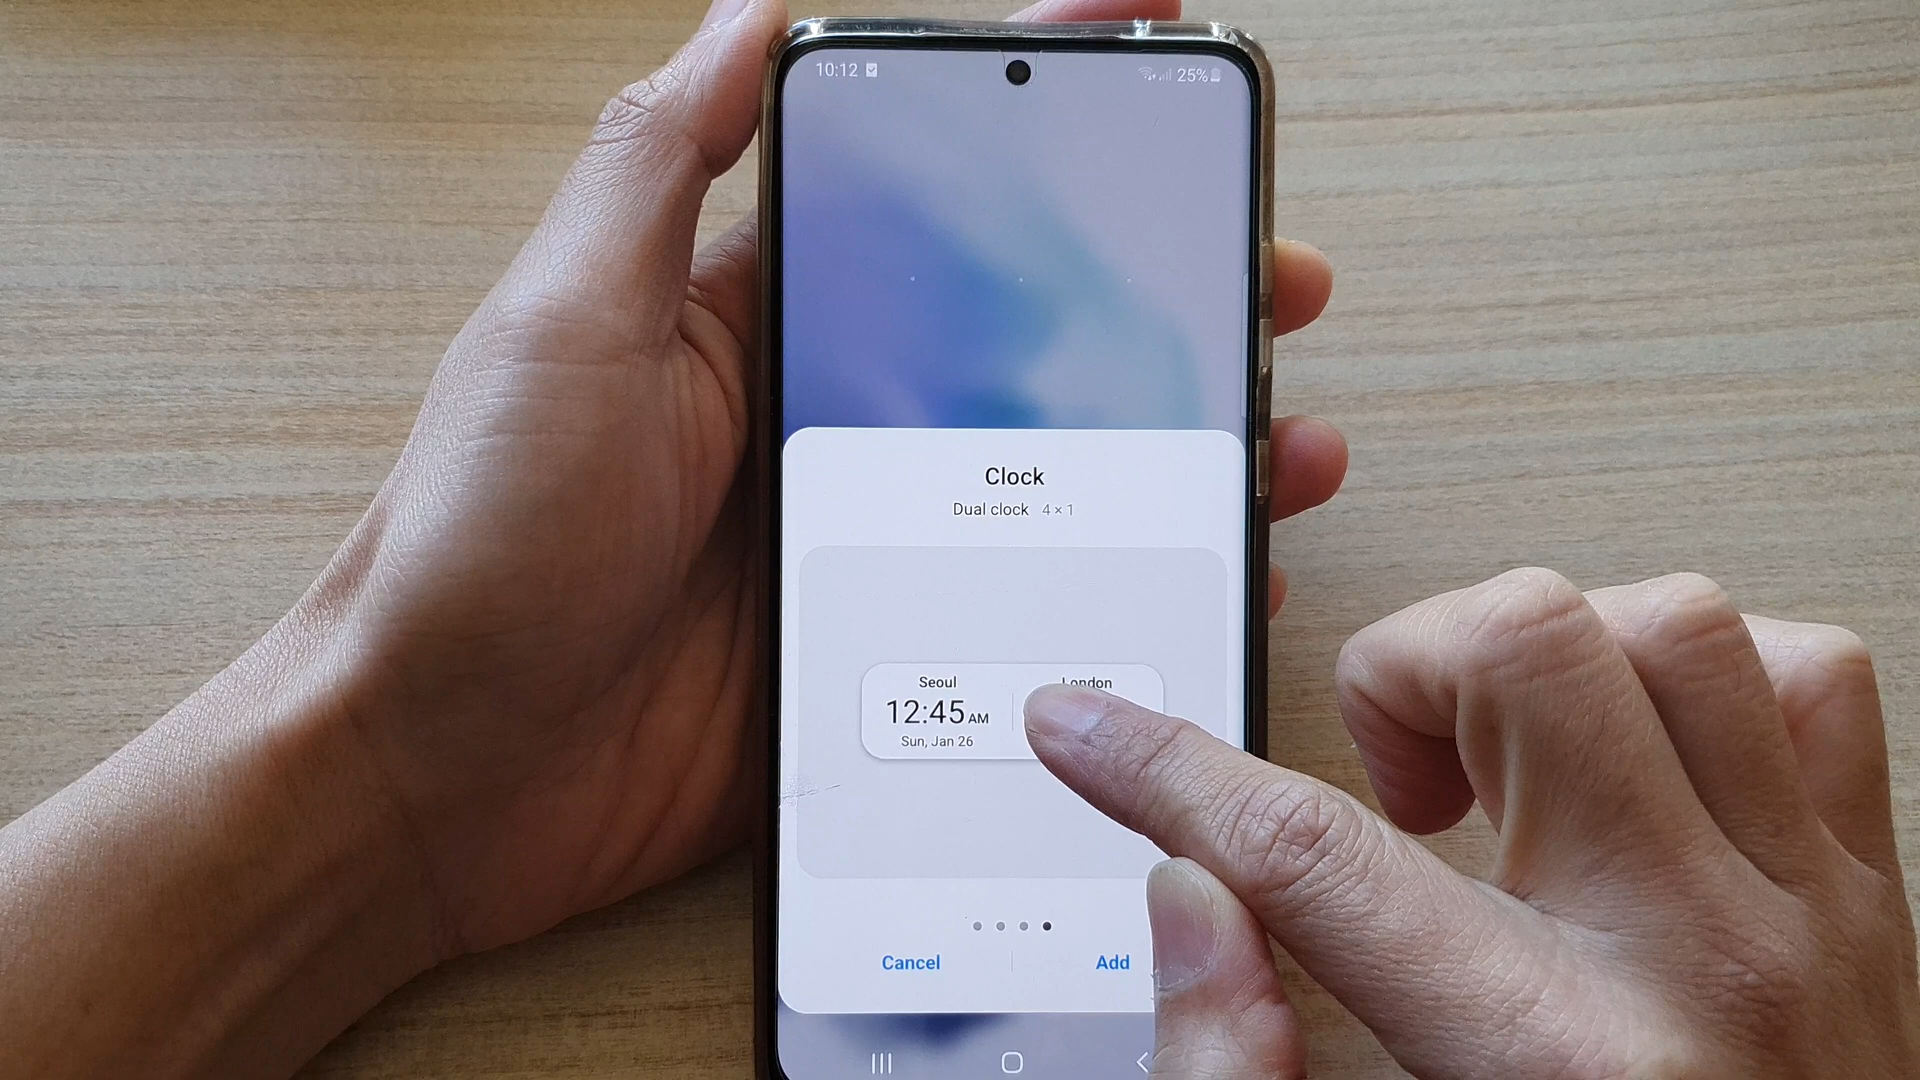 10:12
25%
Clock
Dual clock 4 × 1
Seoul
London
12:45 AM
Sun, Jan 26
Cancel
Add